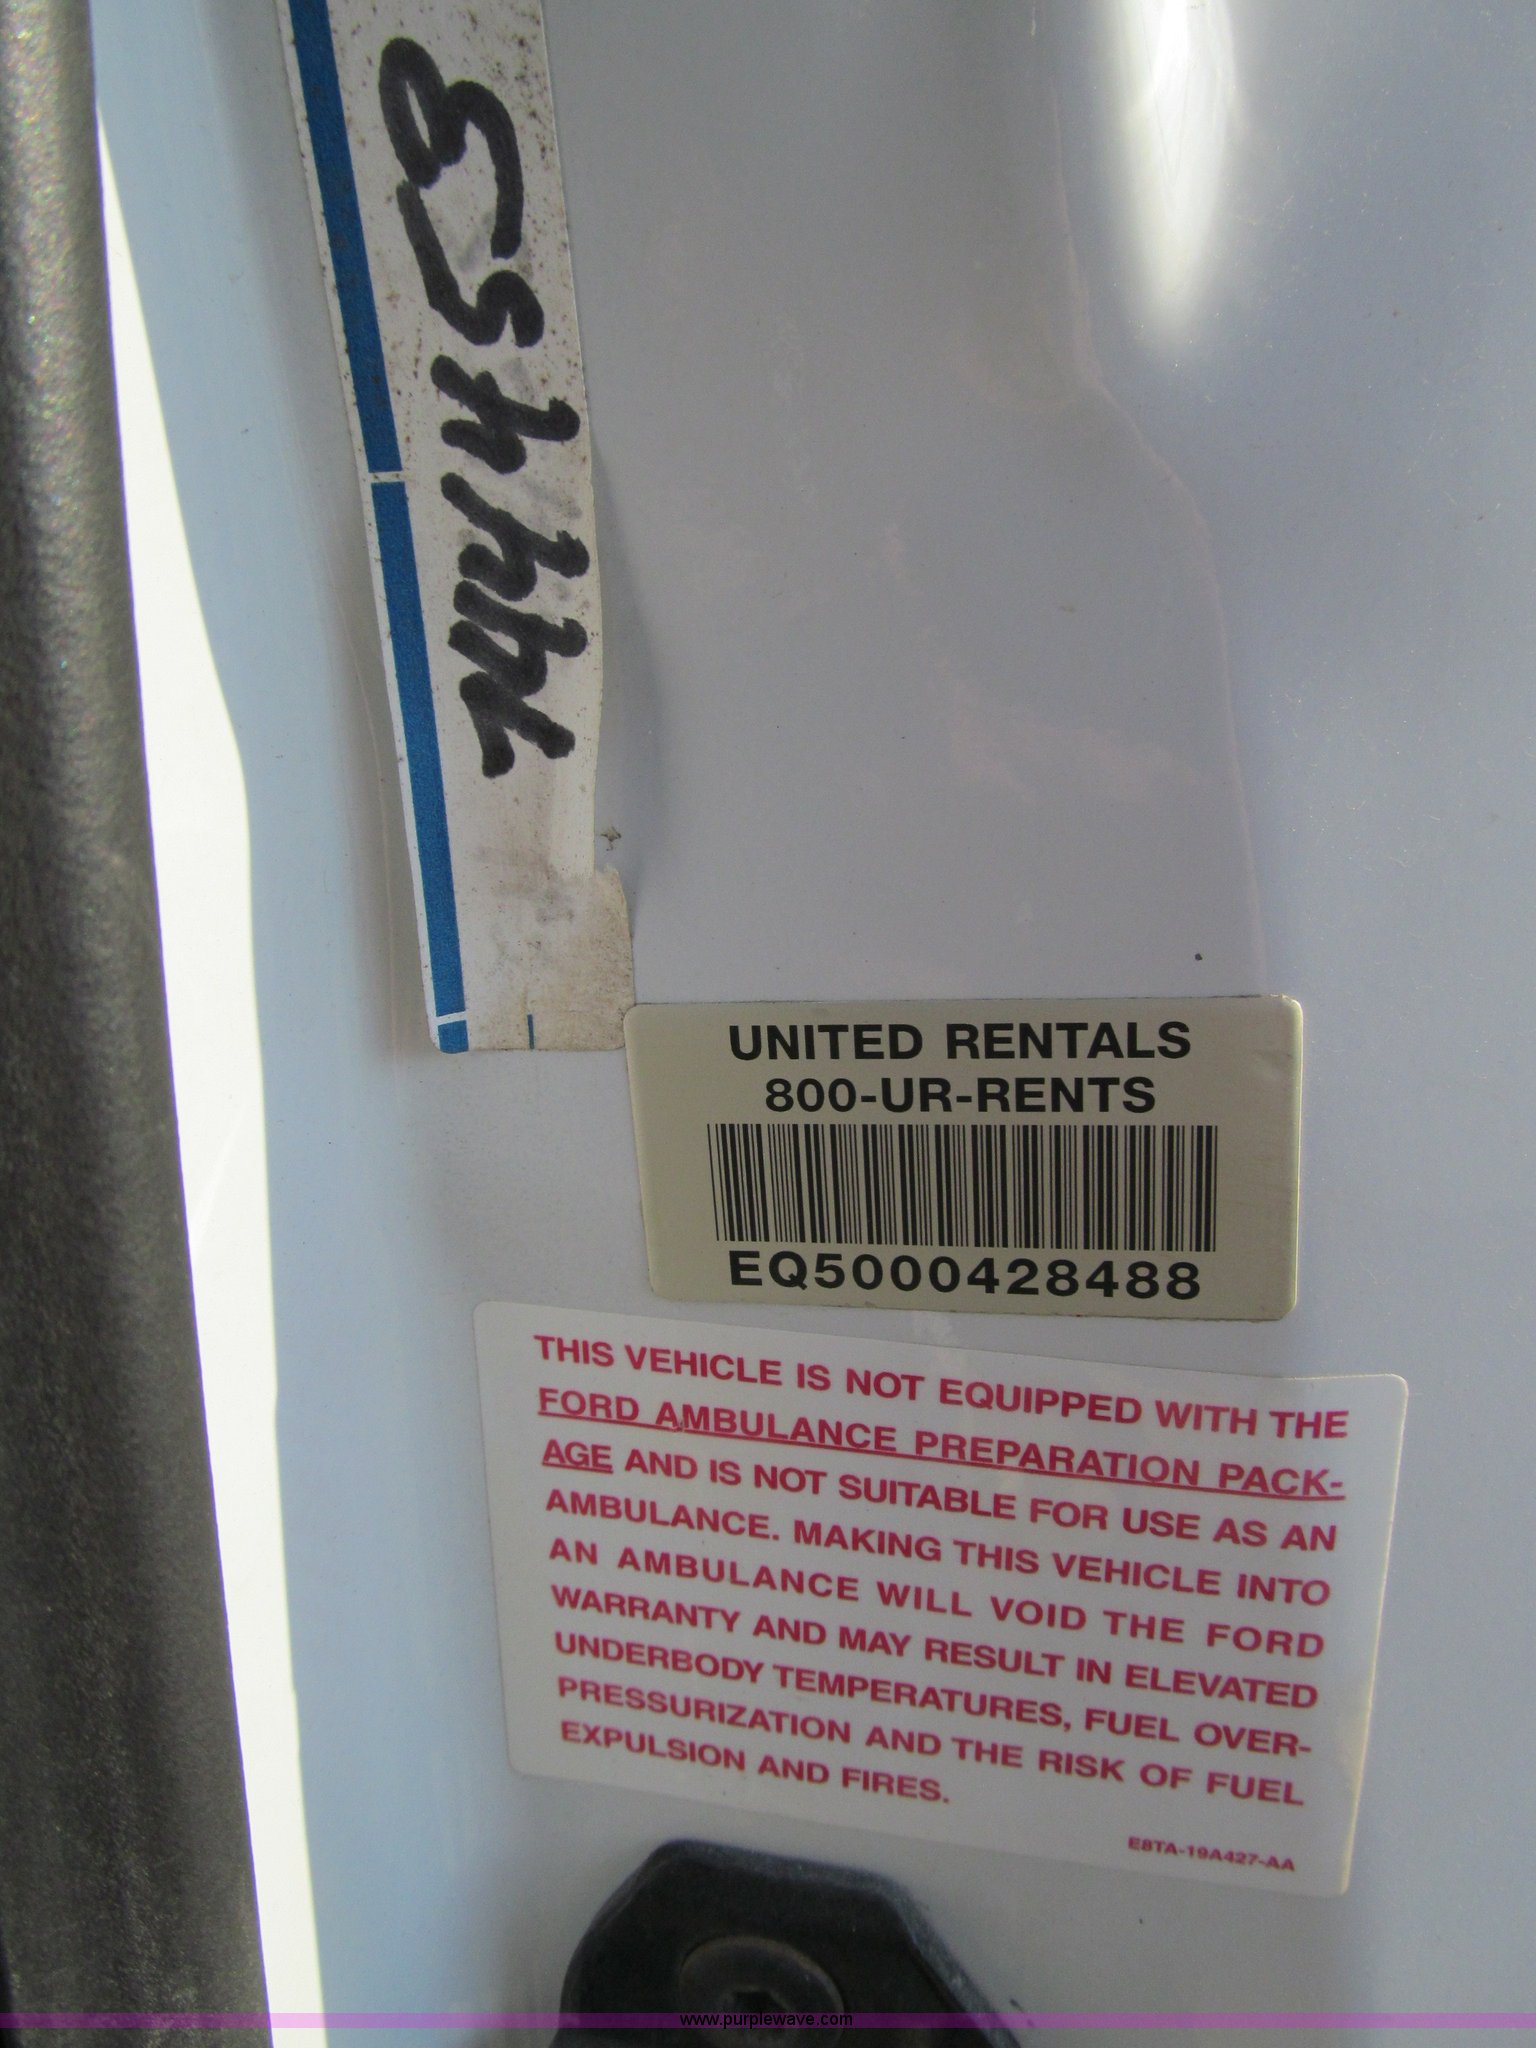 UNITED RENTALS
800-UR-RENTS
EQ5000428488
THIS VEHICLE IS NOT EQUIPPED WITH THE
FORD AMBULANCE PREPARATION PACK-
AGE AND IS NOT SUITABLE FOR USE AS AN
AMBULANCE. MAKING THIS VEHICLE INTO
AN AMBULANCE WILL VOID THE FORD
WARRANTY AND MAY RESULT IN ELEVATED
UNDERBODY TEMPERATURES, FUEL OVER-
PRESSURIZATION AND THE RISK OF FUEL
EXPULSION AND FIRES.
E8TA-19A427-AA
www.purplewave.com